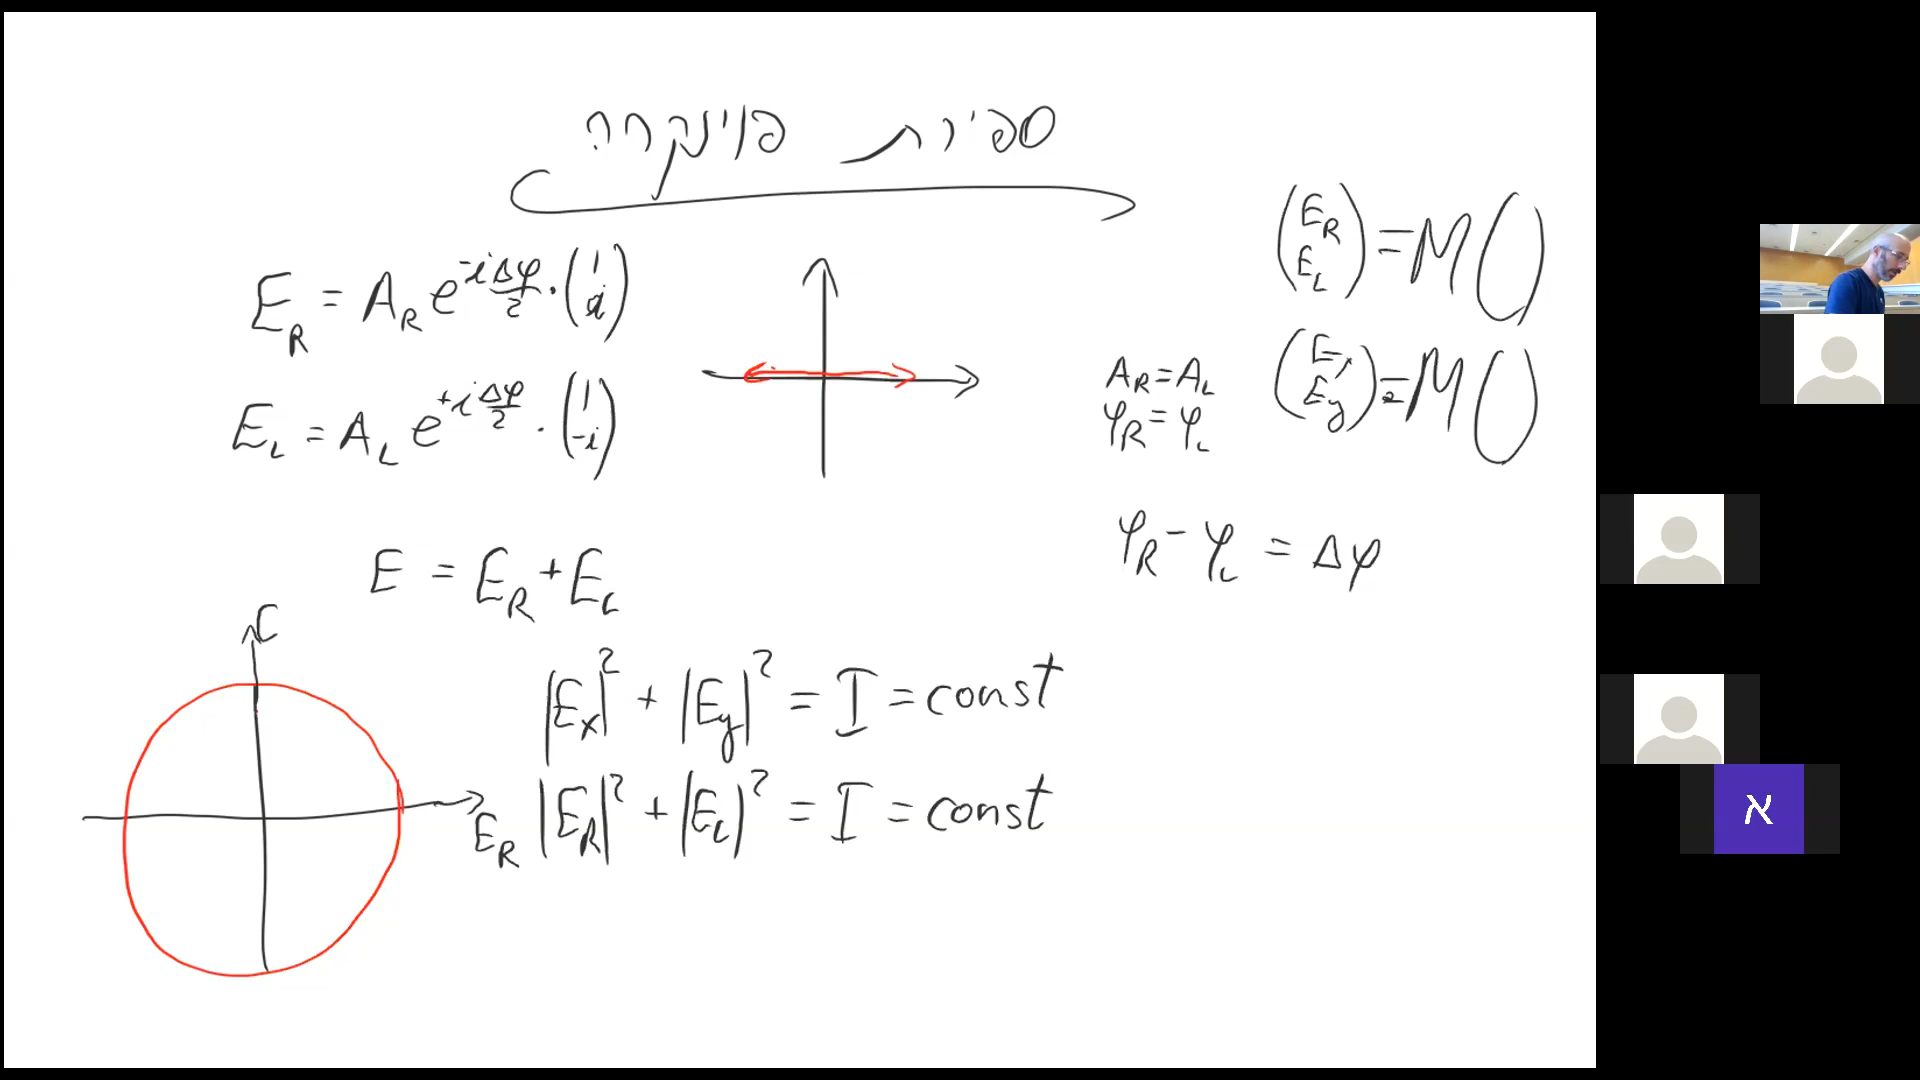 ספירת פוינקרה
E_R = A_R e^{-iΔφ/2} · (1 i)
E_L = A_L e^{+iΔφ/2} · (1 -i)
(E_R E_L) = M ( )
(E_x E_y) = M ( )
A_R = A_L
φ_R = φ_L
φ_R - φ_L = Δφ
E = E_R + E_L
|E_x|² + |E_y|² = I = const
|E_R|² + |E_L|² = I = const
E_R
א